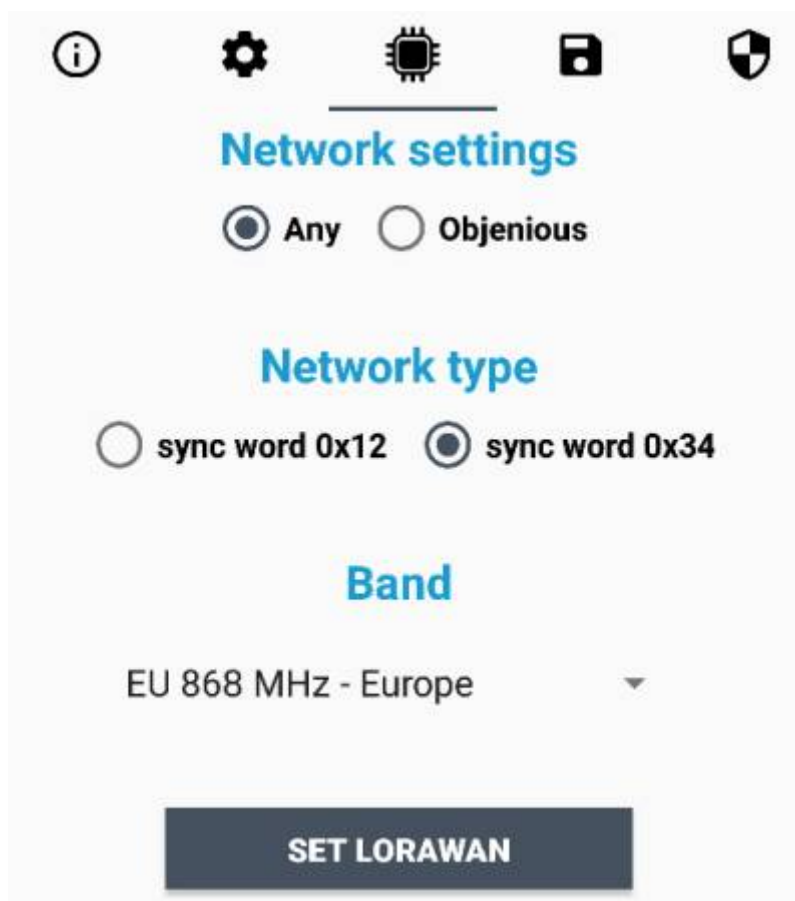 Network settings
Any Objenious
Network type
sync word 0x12 sync word 0x34
Band
EU 868 MHz - Europe
SET LORAWAN